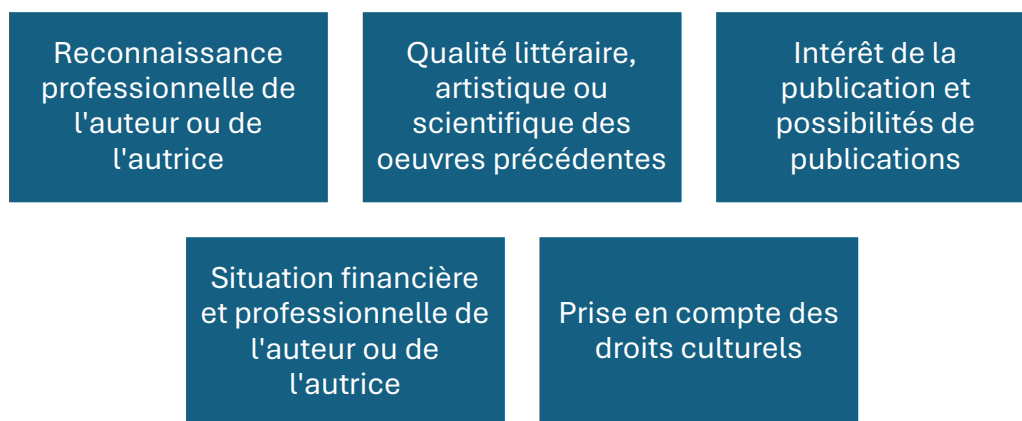 Reconnaissance
professionnelle de
l'auteur ou de
l'autrice
Qualité littéraire,
artistique ou
scientifique des
oeuvres précédentes
Intérêt de la
publication et
possibilités de
publications
Situation financière
et professionnelle de
l'auteur ou de
l'autrice
Prise en compte des
droits culturels